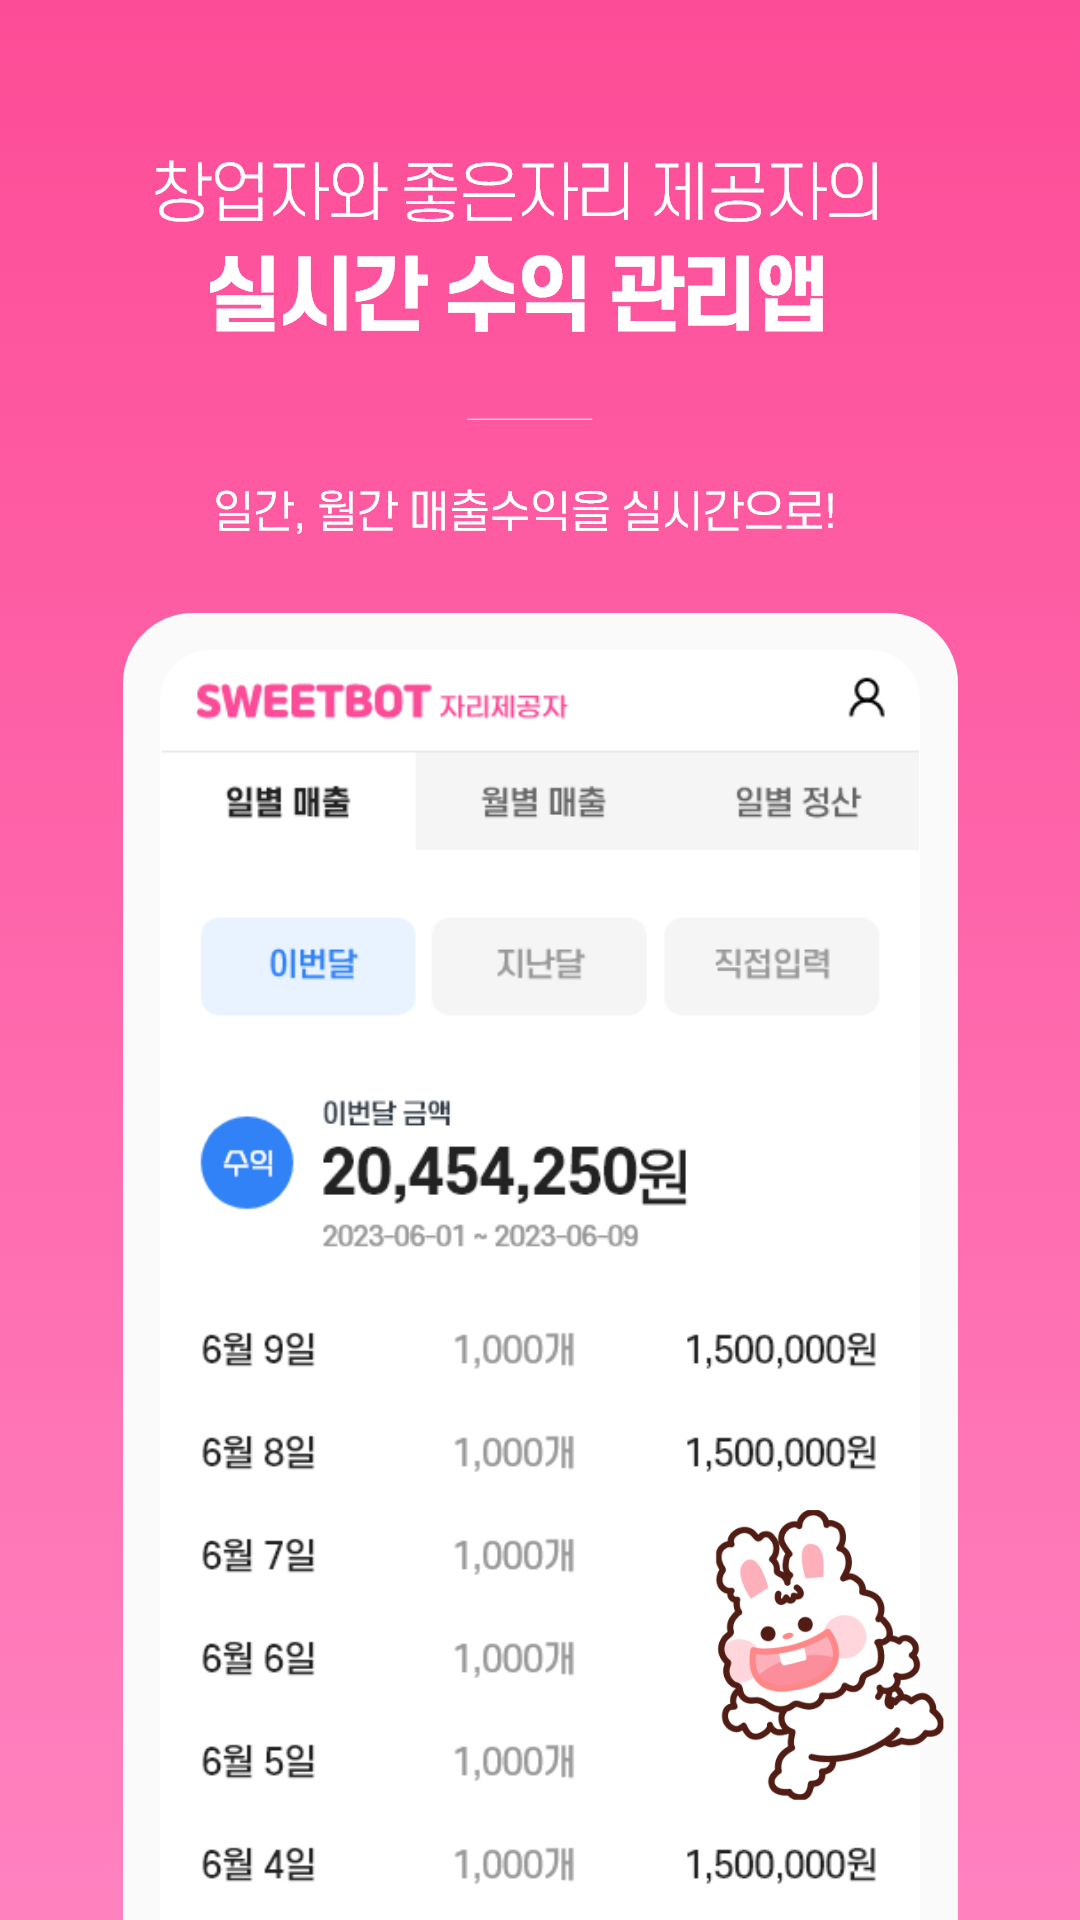 창업자와 좋은자리 제공자의
실시간 수익 관리앱
일간, 월간 매출수익을 실시간으로!
SWEETBOT 자리제공자
일별 매출 월별 매출 일별 정산
이번달 지난달 직접입력
수익
이번달 금액
20,454,250원
2023-06-01 ~ 2023-06-09
6월 9일 1,000개 1,500,000원
6월 8일 1,000개 1,500,000원
6월 7일 1,000개
6월 6일 1,000개
6월 5일 1,000개
6월 4일 1,000개 1,500,000원